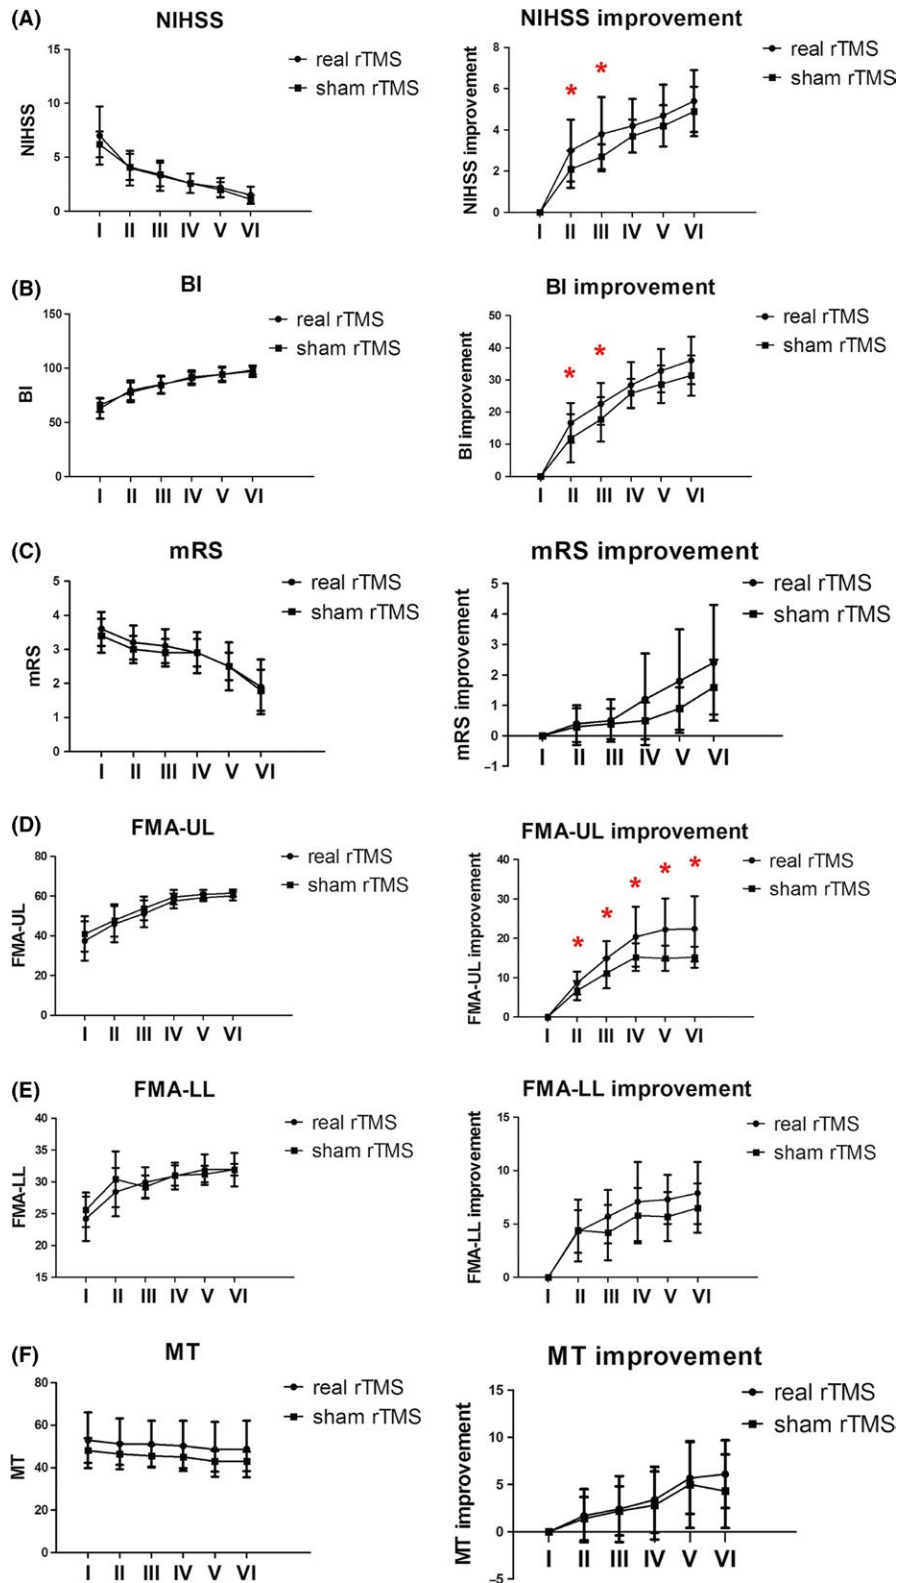 (A)
NIHSS
NIHSS
15
10
5
0
I II III IV V VI
real rTMS
sham rTMS
NIHSS improvement
NIHSS improvement
8
6
4
2
0
* *
I II III IV V VI
real rTMS
sham rTMS
(B)
BI
BI
150
100
50
0
I II III IV V VI
real rTMS
sham rTMS
BI improvement
BI improvement
50
40
30
20
10
0
* *
I II III IV V VI
real rTMS
sham rTMS
(C)
mRS
mRS
5
4
3
2
1
0
I II III IV V VI
real rTMS
sham rTMS
mRS improvement
mRS improvement
5
4
3
2
1
0
–1
I II III IV V VI
real rTMS
sham rTMS
(D)
FMA-UL
FMA-UL
80
60
40
20
0
I II III IV V VI
real rTMS
sham rTMS
FMA-UL improvement
FMA-UL improvement
40
30
20
10
0
* * * * *
I II III IV V VI
real rTMS
sham rTMS
(E)
FMA-LL
FMA-LL
40
35
30
25
20
15
I II III IV V VI
real rTMS
sham rTMS
FMA-LL improvement
FMA-LL improvement
15
10
5
0
I II III IV V VI
real rTMS
sham rTMS
(F)
MT
MT
80
60
40
20
0
I II III IV V VI
real rTMS
sham rTMS
MT improvement
MT improvement
15
10
5
0
–5
I II III IV V VI
real rTMS
sham rTMS